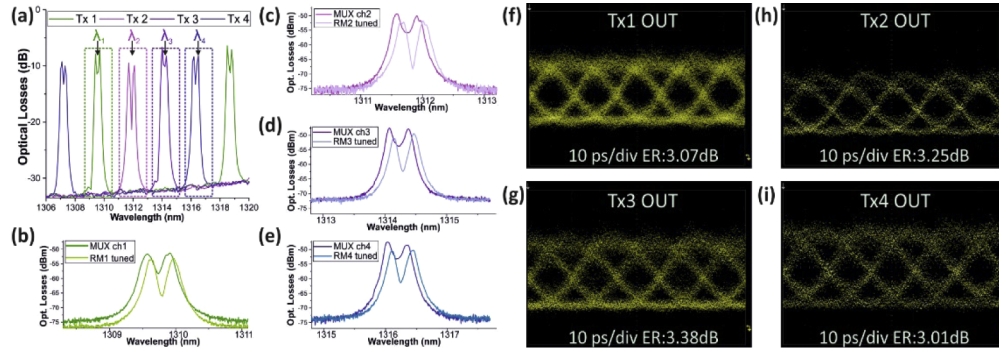 (a)
Tx 1 Tx 2 Tx 3 Tx 4
Optical Losses (dB)
0
-10
-20
-30
λ1 λ2 λ3 λ4
1306 1308 1310 1312 1314 1316 1318 1320
Wavelength (nm)
(b)
MUX ch1
RM1 tuned
Opt. Losses (dBm)
-50
-55
-60
-65
-70
-75
1309 1310 1311
Wavelength (nm)
(c)
MUX ch2
RM2 tuned
Opt. Losses (dBm)
-50
-55
-60
-65
-70
-75
1311 1312 1313
Wavelength (nm)
(d)
MUX ch3
RM3 tuned
Opt. Losses (dBm)
-50
-55
-60
-65
-70
-75
1313 1314 1315
Wavelength (nm)
(e)
MUX ch4
RM4 tuned
Opt. Losses (dBm)
-50
-55
-60
-65
-70
-75
1315 1316 1317
Wavelength (nm)
(f)
Tx1 OUT
10 ps/div ER:3.07dB
(g)
Tx3 OUT
10 ps/div ER:3.38dB
(h)
Tx2 OUT
10 ps/div ER:3.25dB
(i)
Tx4 OUT
10 ps/div ER:3.01dB